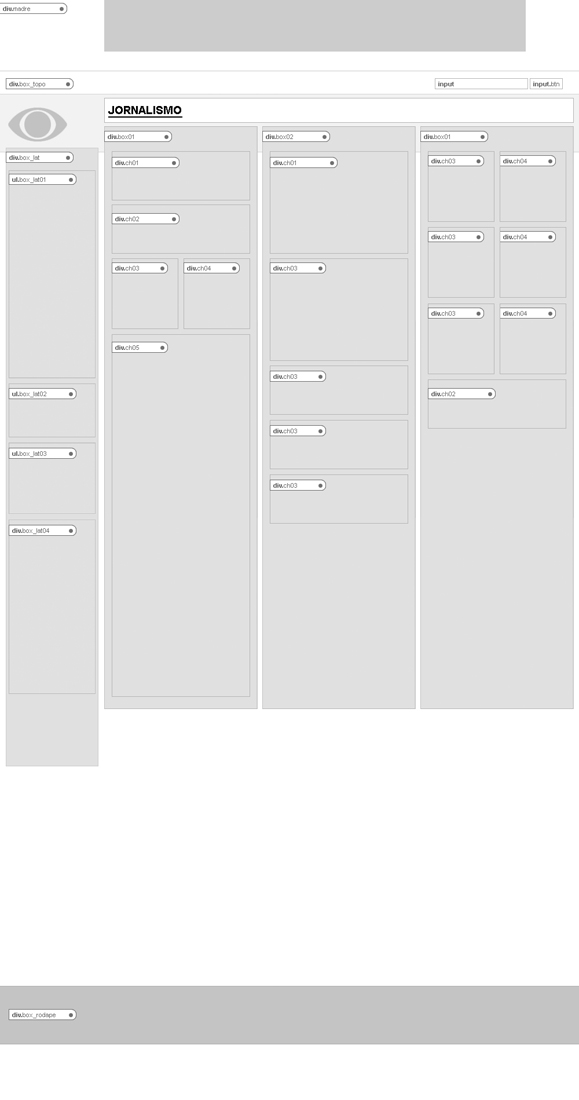 div.madre
div.box_topo
input
input.btn
JORNALISMO
div.box_lat
ul.box_lat01
ul.box_lat02
ul.box_lat03
div.box_lat04
div.box01
div.ch01
div.ch02
div.ch03
div.ch04
div.ch05
div.box02
div.ch01
div.ch03
div.ch03
div.ch03
div.ch03
div.box01
div.ch03
div.ch04
div.ch03
div.ch04
div.ch03
div.ch04
div.ch02
div.box_rodape